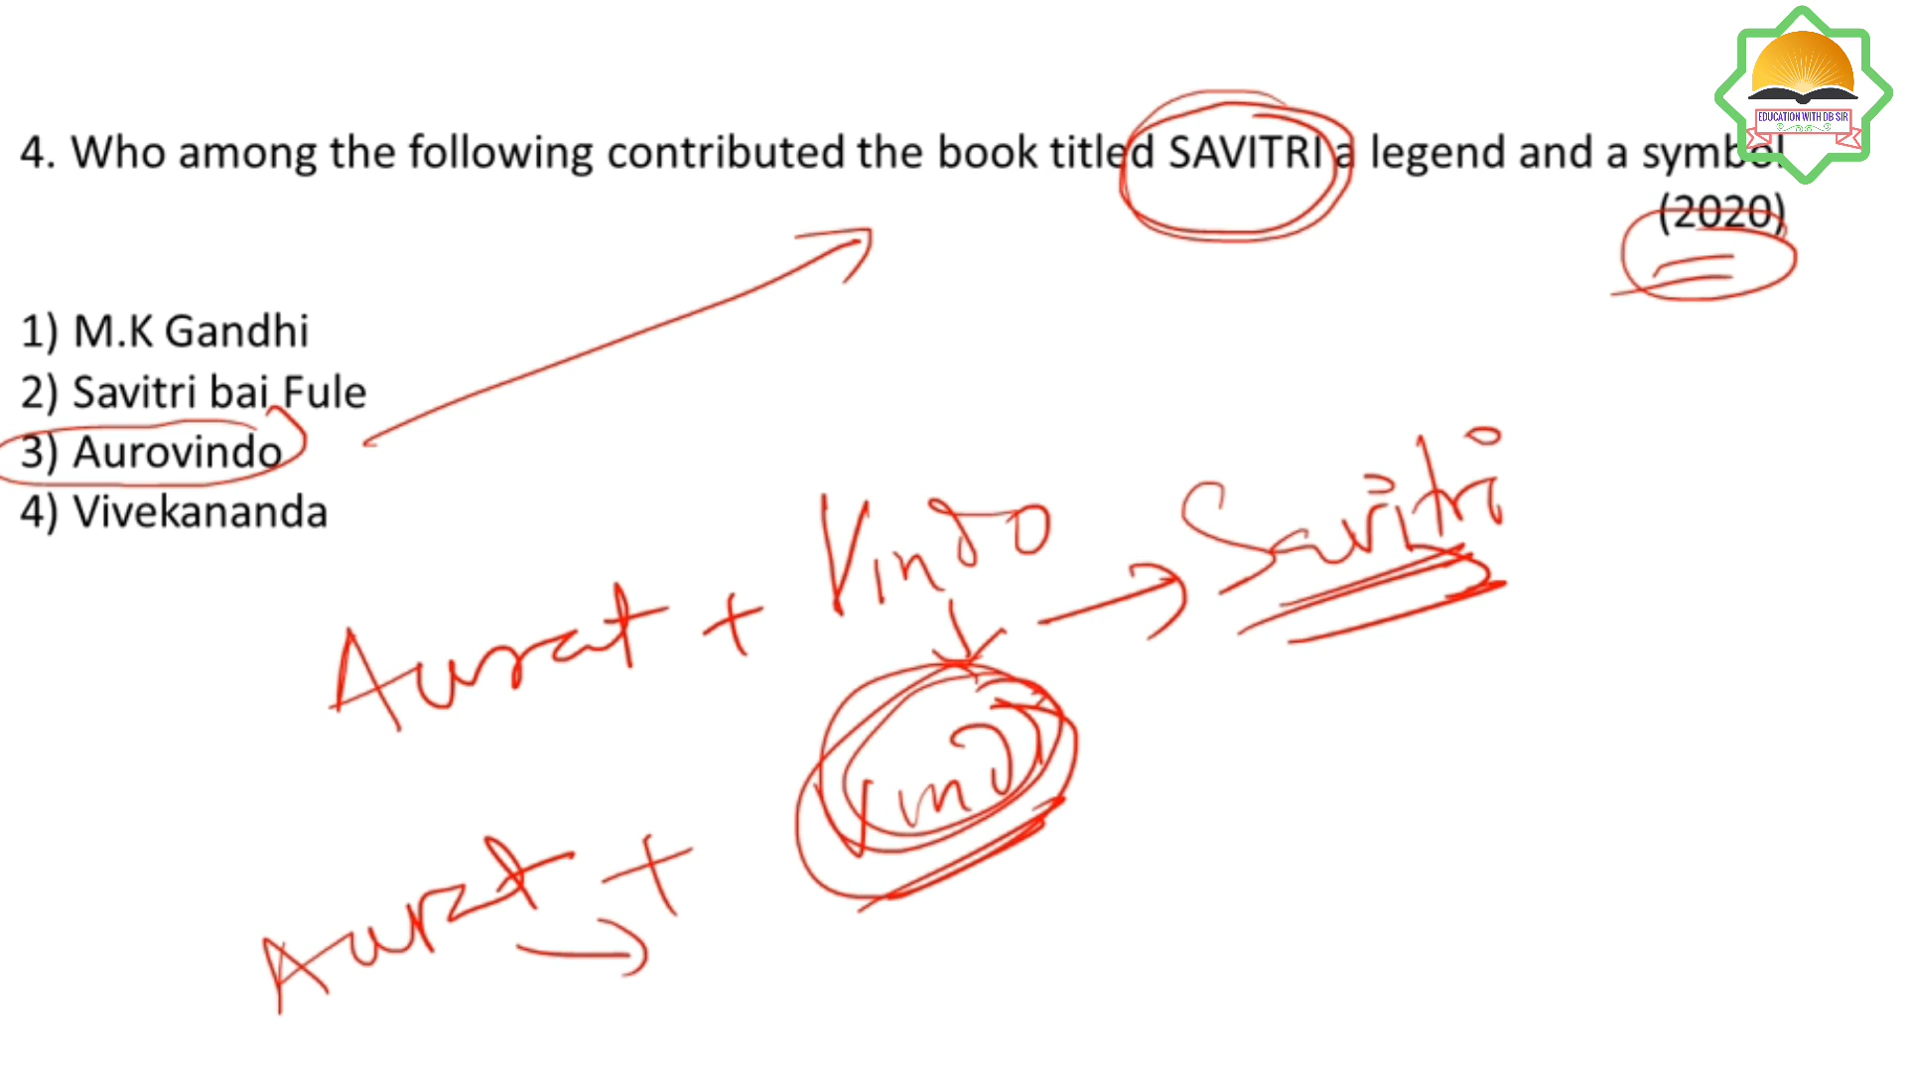 EDUCATION WITH DB SIR
4. Who among the following contributed the book titled SAVITRI a legend and a symbol
(2020)
1) M.K Gandhi
2) Savitri bai Fule
3) Aurovindo
4) Vivekananda
Aurat + Vindo → Savitri
Aurat +